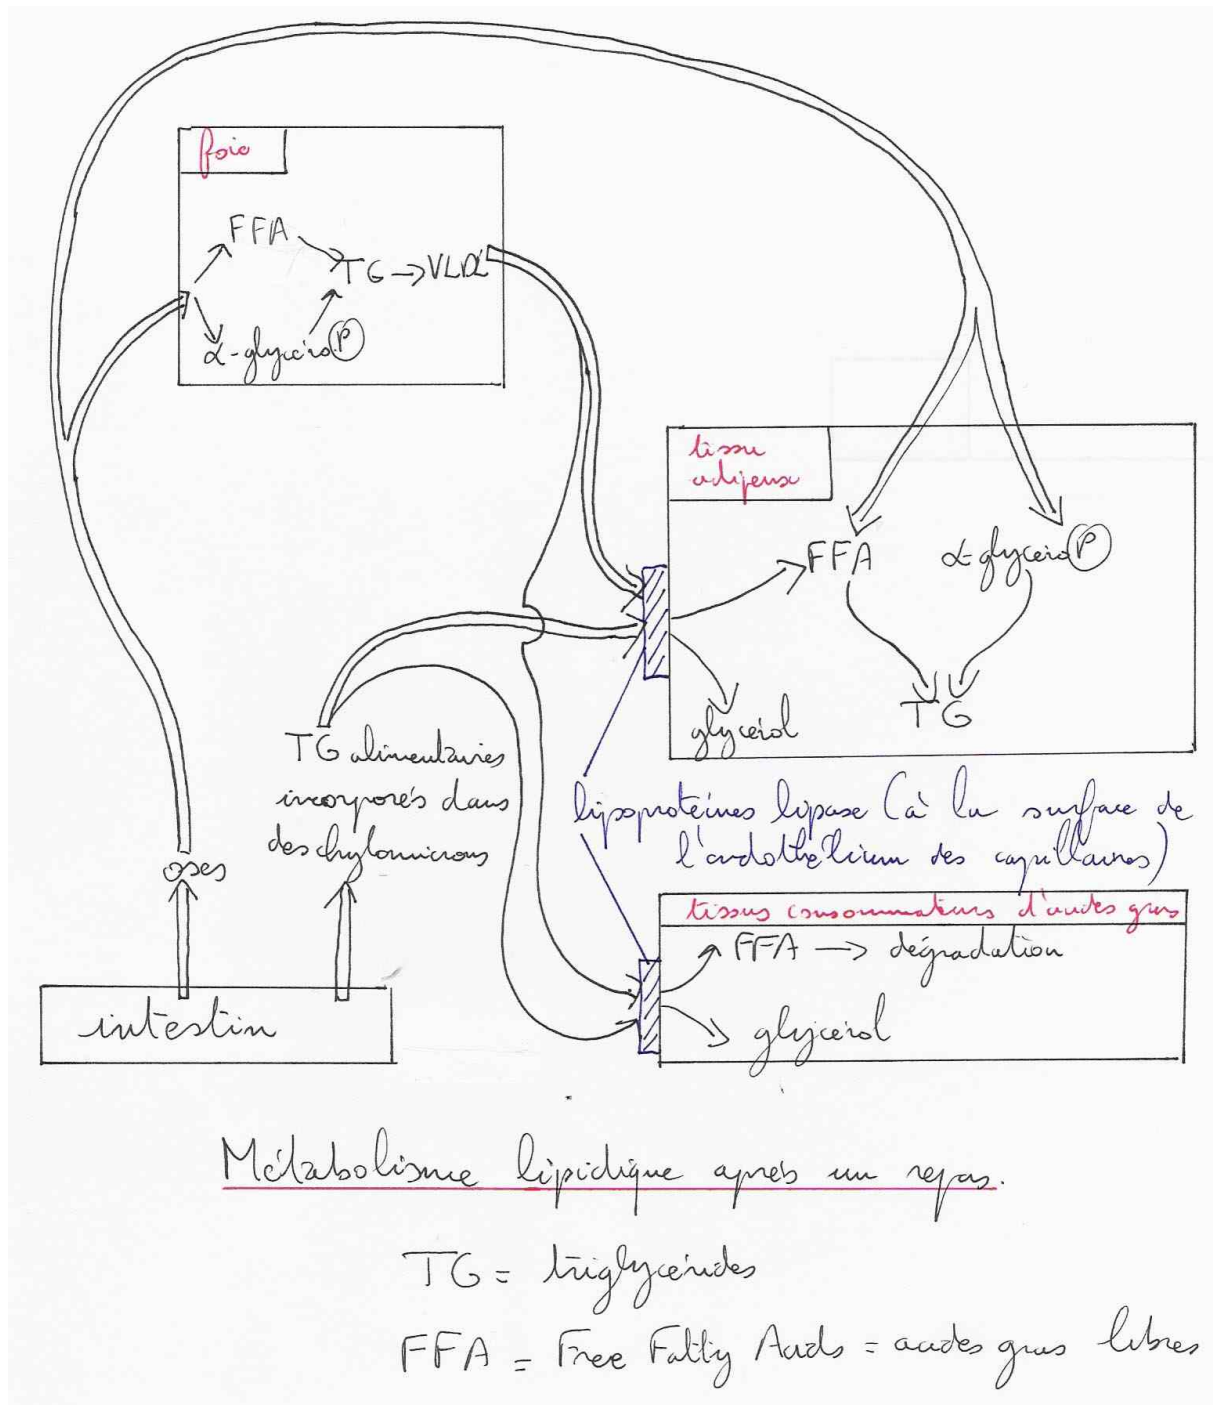 foie
FFA
TG → VLDL
α-glycéro P
tissu
adipeux
FFA
α-glycéro P
glycérol
TG
TG alimentaires
incorporés dans
des chylomicrons
oses
lipoprotéines lipase (à la surface de
l'endothélium des capillaires)
tissus consommateurs d'acides gras
FFA → dégradation
glycérol
intestin
Métabolisme lipidique après un repas.
TG = triglycérides
FFA = Free Fatty Acids = acides gras libres